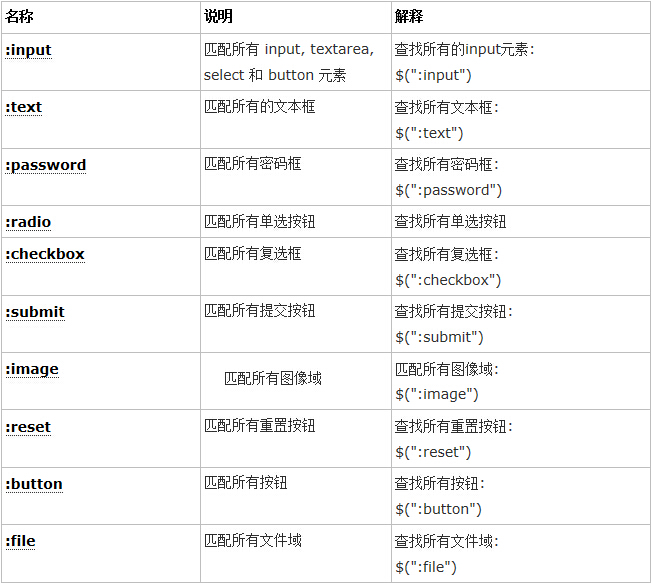 名称 说明 解释
:input 匹配所有 input, textarea, 查找所有的input元素:
select 和 button 元素 $(":input")
:text 匹配所有的文本框 查找所有文本框:
$(":text")
:password 匹配所有密码框 查找所有密码框:
$(":password")
:radio 匹配所有单选按钮 查找所有单选按钮
:checkbox 匹配所有复选框 查找所有复选框:
$(":checkbox")
:submit 匹配所有提交按钮 查找所有提交按钮:
$(":submit")
:image 匹配所有图像域 匹配所有图像域:
$(":image")
:reset 匹配所有重置按钮 查找所有重置按钮:
$(":reset")
:button 匹配所有按钮 查找所有按钮:
$(":button")
:file 匹配所有文件域 查找所有文件域:
$(":file")